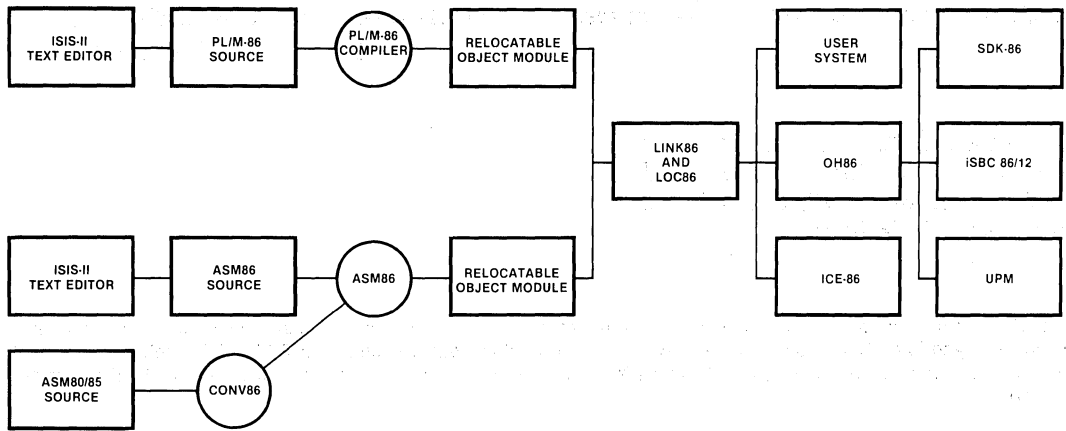 ISIS-II
TEXT EDITOR
PL/M-86
SOURCE
PL/M-86
COMPILER
RELOCATABLE
OBJECT MODULE
USER
SYSTEM
SDK-86
LINK86
AND
LOC86
OH86
iSBC 86/12
ISIS-II
TEXT EDITOR
ASM86
SOURCE
ASM86
RELOCATABLE
OBJECT MODULE
ICE-86
UPM
ASM80/85
SOURCE
CONV86